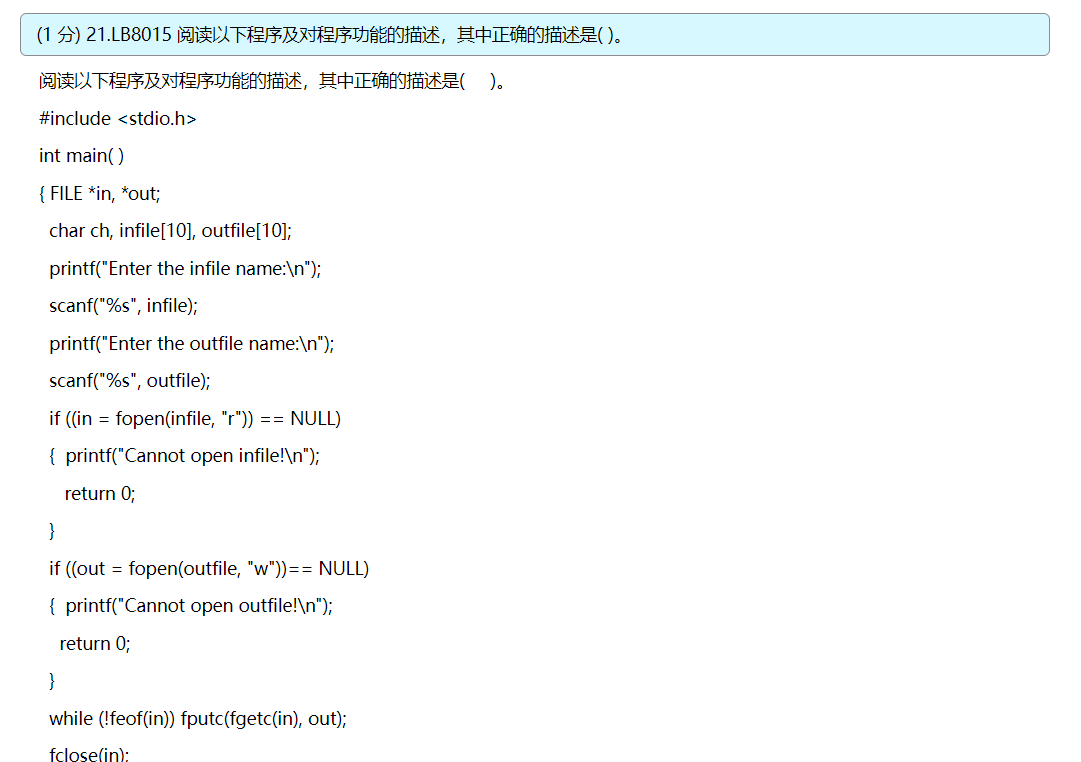 (1 分) 21.LB8015 阅读以下程序及对程序功能的描述，其中正确的描述是( )。
阅读以下程序及对程序功能的描述，其中正确的描述是(     )。
#include <stdio.h>
int main( )
{ FILE *in, *out;
char ch, infile[10], outfile[10];
printf("Enter the infile name:\n");
scanf("%s", infile);
printf("Enter the outfile name:\n");
scanf("%s", outfile);
if ((in = fopen(infile, "r")) == NULL)
{  printf("Cannot open infile!\n");
return 0;
}
if ((out = fopen(outfile, "w"))== NULL)
{  printf("Cannot open outfile!\n");
return 0;
}
while (!feof(in)) fputc(fgetc(in), out);
fclose(in);